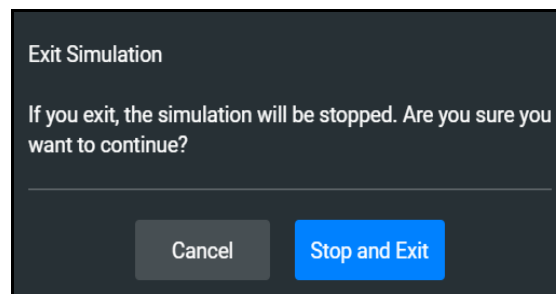 Exit Simulation
If you exit, the simulation will be stopped. Are you sure you
want to continue?
Cancel
Stop and Exit